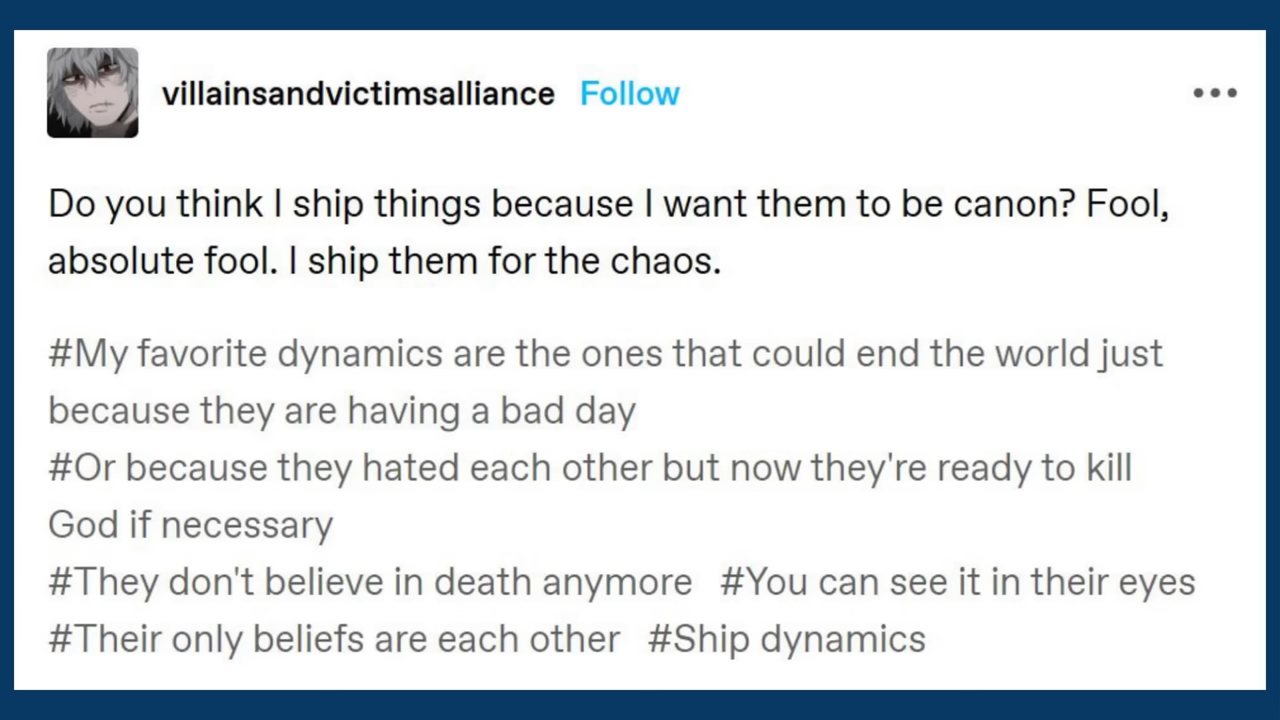 villainsandvictimsalliance Follow
Do you think I ship things because I want them to be canon? Fool,
absolute fool. I ship them for the chaos.
#My favorite dynamics are the ones that could end the world just
because they are having a bad day
#Or because they hated each other but now they're ready to kill
God if necessary
#They don't believe in death anymore #You can see it in their eyes
#Their only beliefs are each other #Ship dynamics